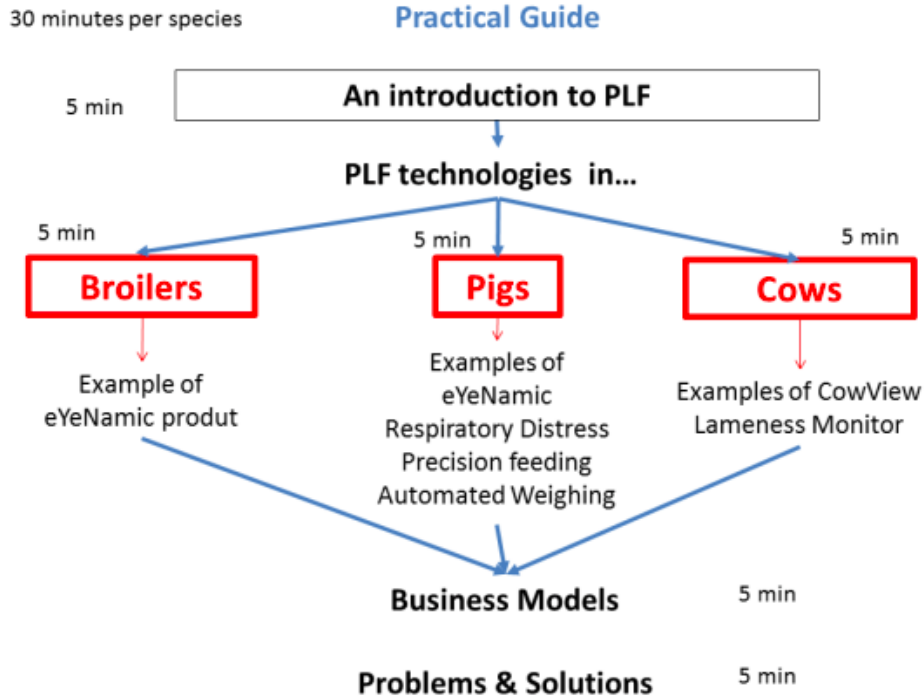 30 minutes per species
Practical Guide
An introduction to PLF
5 min
PLF technologies in...
5 min
5 min
5 min
Broilers
Pigs
Cows
Example of
eYeNamic produt
Examples of
eYeNamic
Respiratory Distress
Precision feeding
Automated Weighing
Examples of CowView
Lameness Monitor
Business Models
5 min
Problems & Solutions
5 min